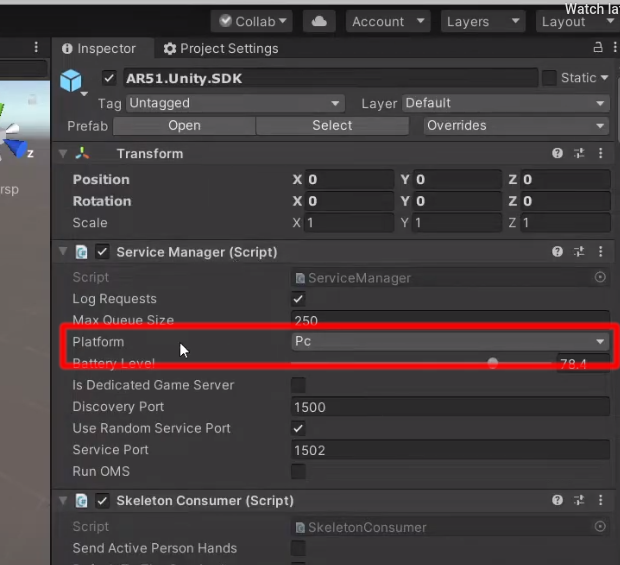 Watch la
Collab Account Layers Layout
Inspector Project Settings
AR51.Unity.SDK Static
Tag Untagged Layer Default
Prefab Open Select Overrides
Transform
Position X 0 Y 0 Z 0
z
rsp
Rotation X 0 Y 0 Z 0
Scale X 1 Y 1 Z 1
Service Manager (Script)
Script ServiceManager
Log Requests
Max Queue Size 250
Platform Pc
Battery Level 78.4
Is Dedicated Game Server
Discovery Port 1500
Use Random Service Port
Service Port 1502
Run OMS
Skeleton Consumer (Script)
Script SkeletonConsumer
Send Active Person Hands